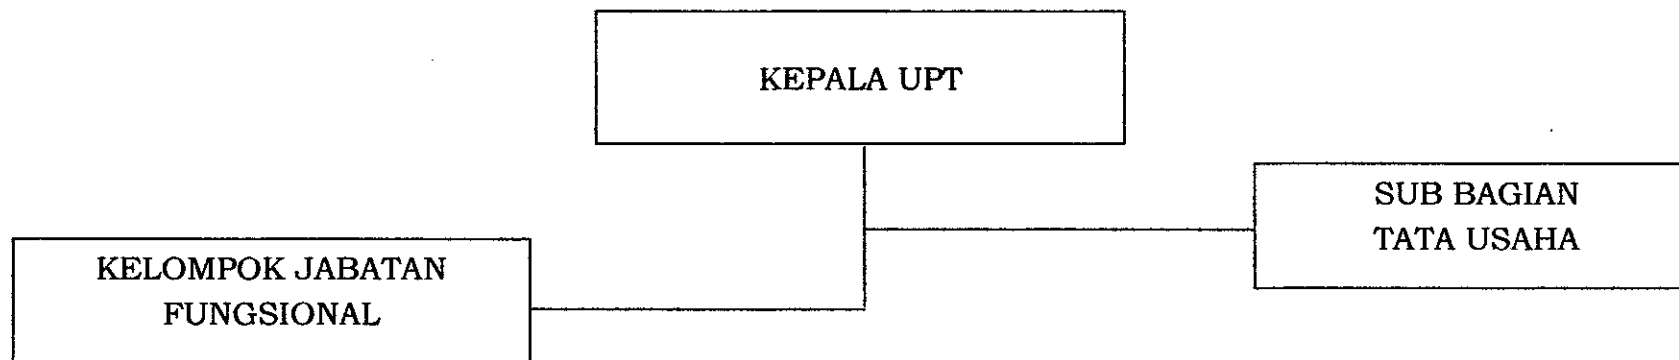 KEPALA UPT
SUB BAGIAN
TATA USAHA
KELOMPOK JABATAN
FUNGSIONAL